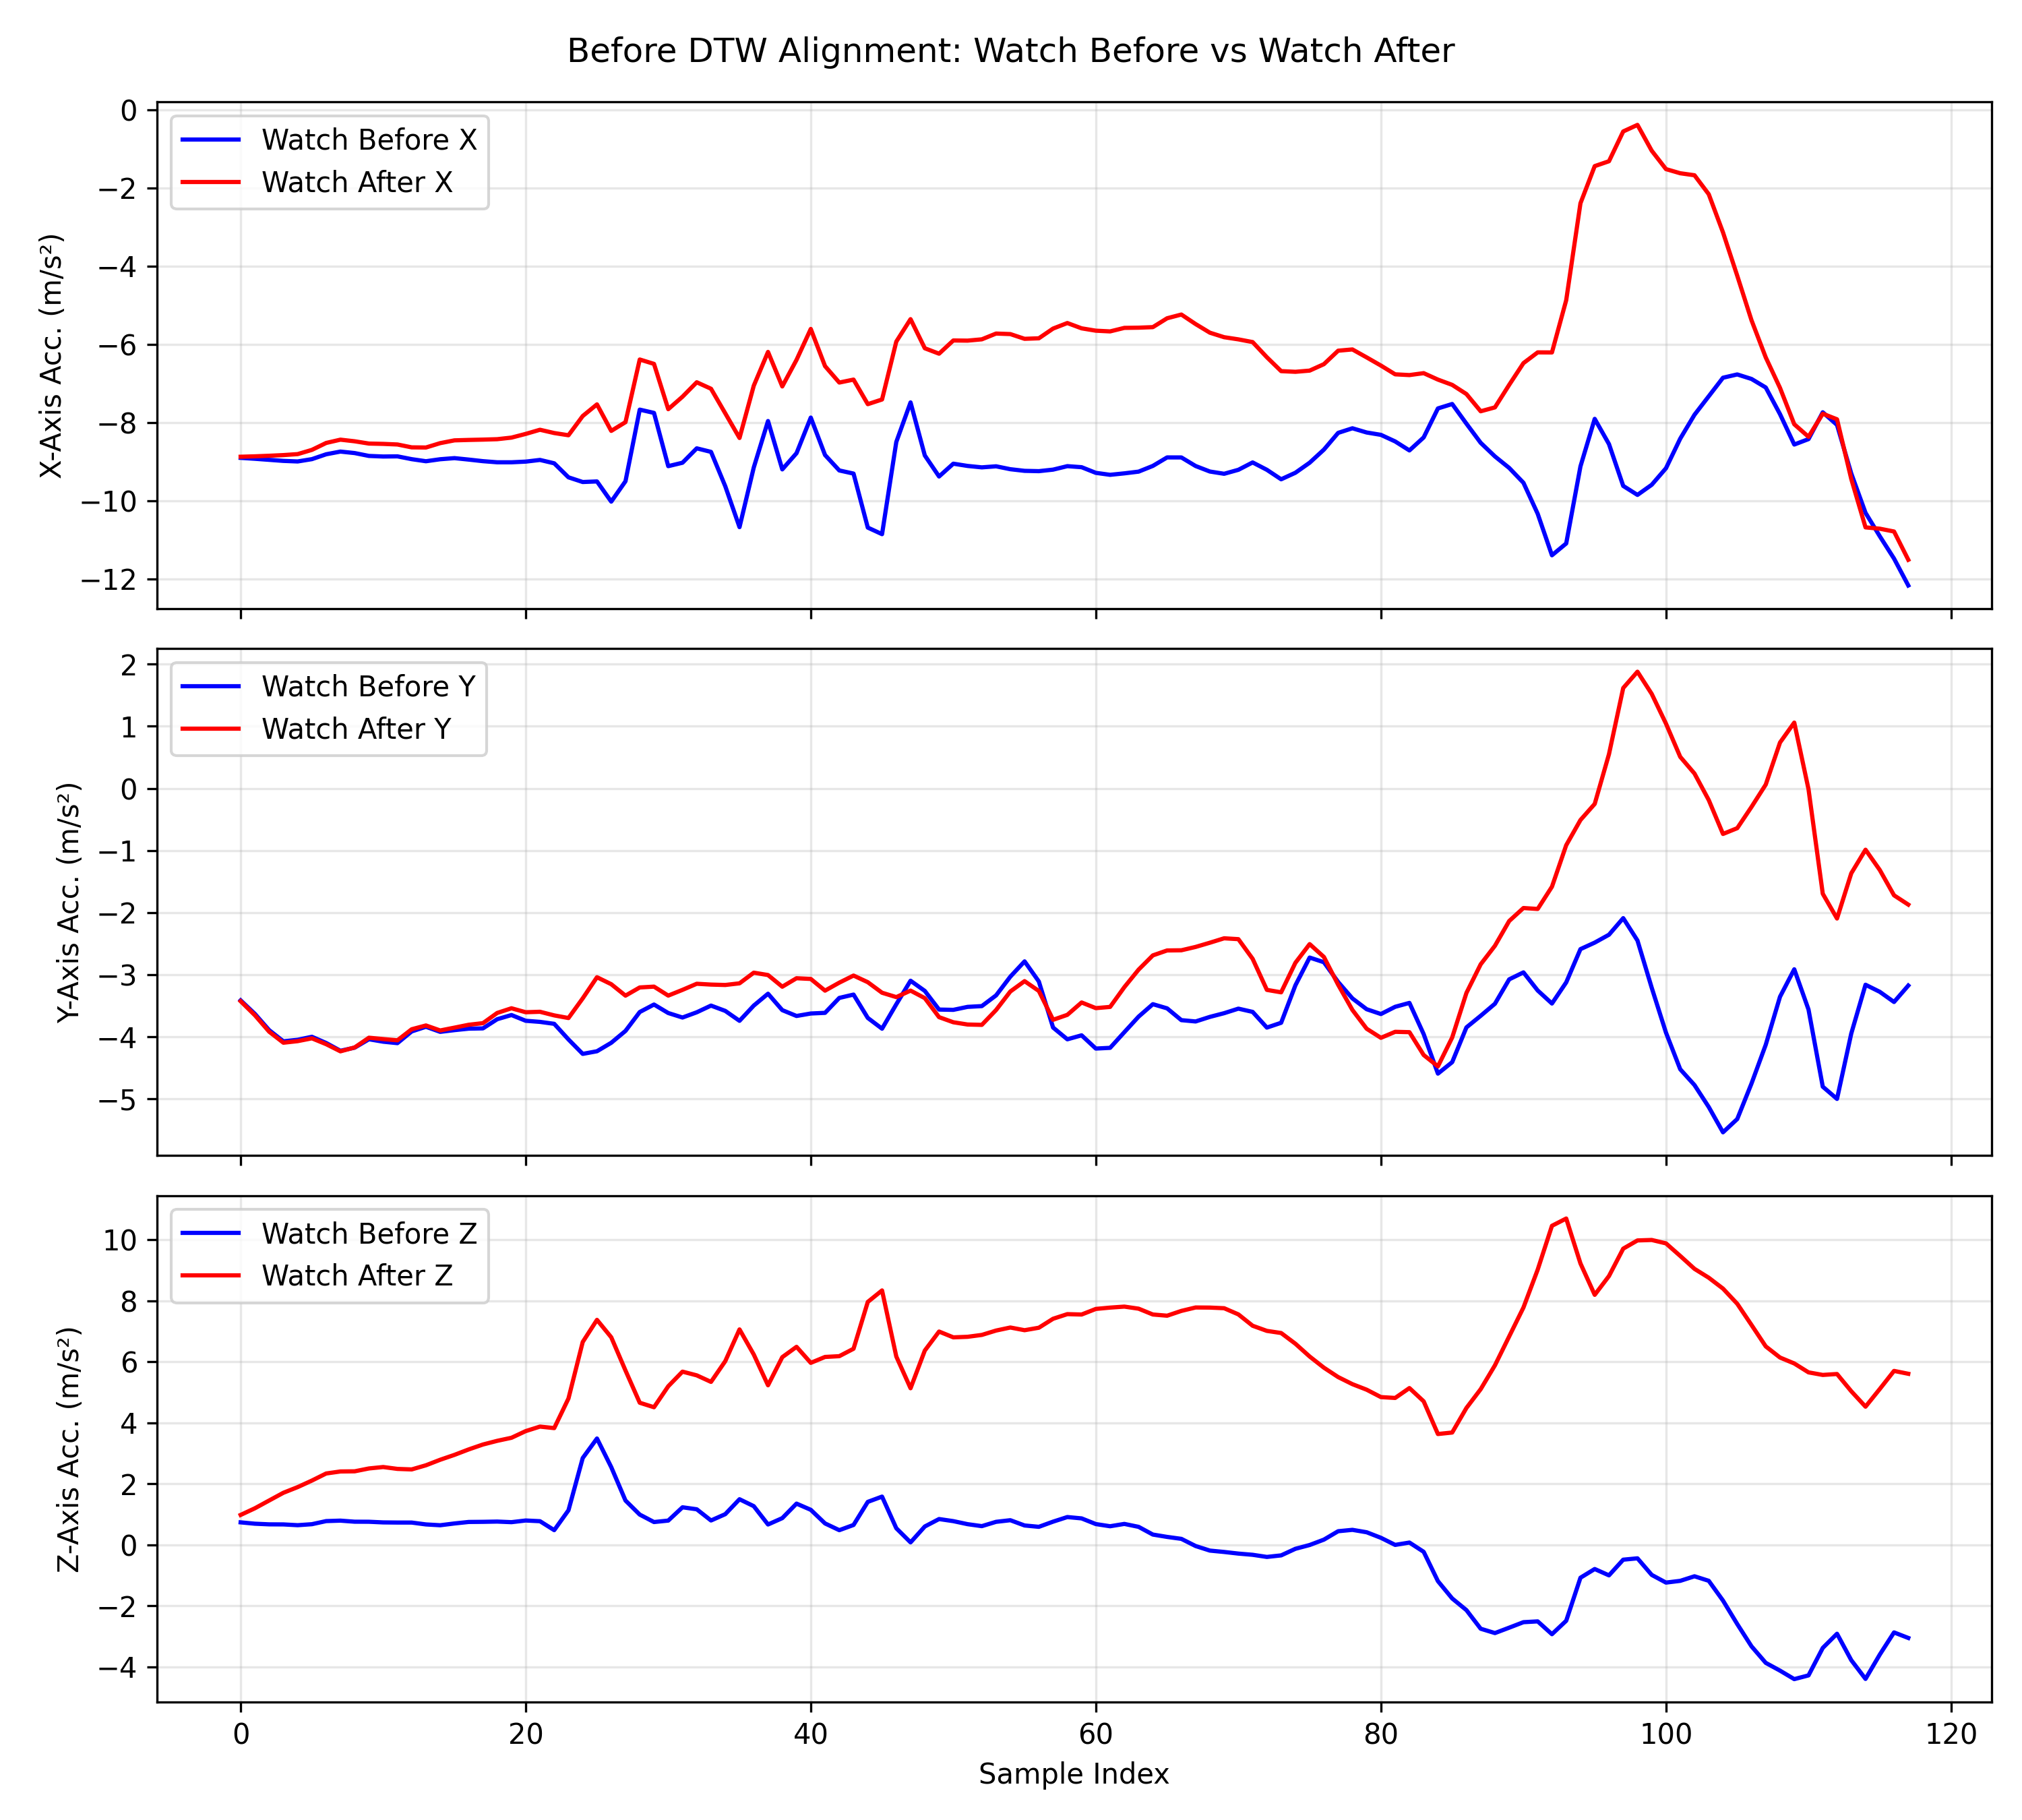 Before DTW Alignment: Watch Before vs Watch After
0
−2
−4
−6
−8
−10
−12
X-Axis Acc. (m/s²)
Watch Before X
Watch After X
2
1
0
−1
−2
−3
−4
−5
Y-Axis Acc. (m/s²)
Watch Before Y
Watch After Y
10
8
6
4
2
0
−2
−4
Z-Axis Acc. (m/s²)
Watch Before Z
Watch After Z
0 20 40 60 80 100 120
Sample Index